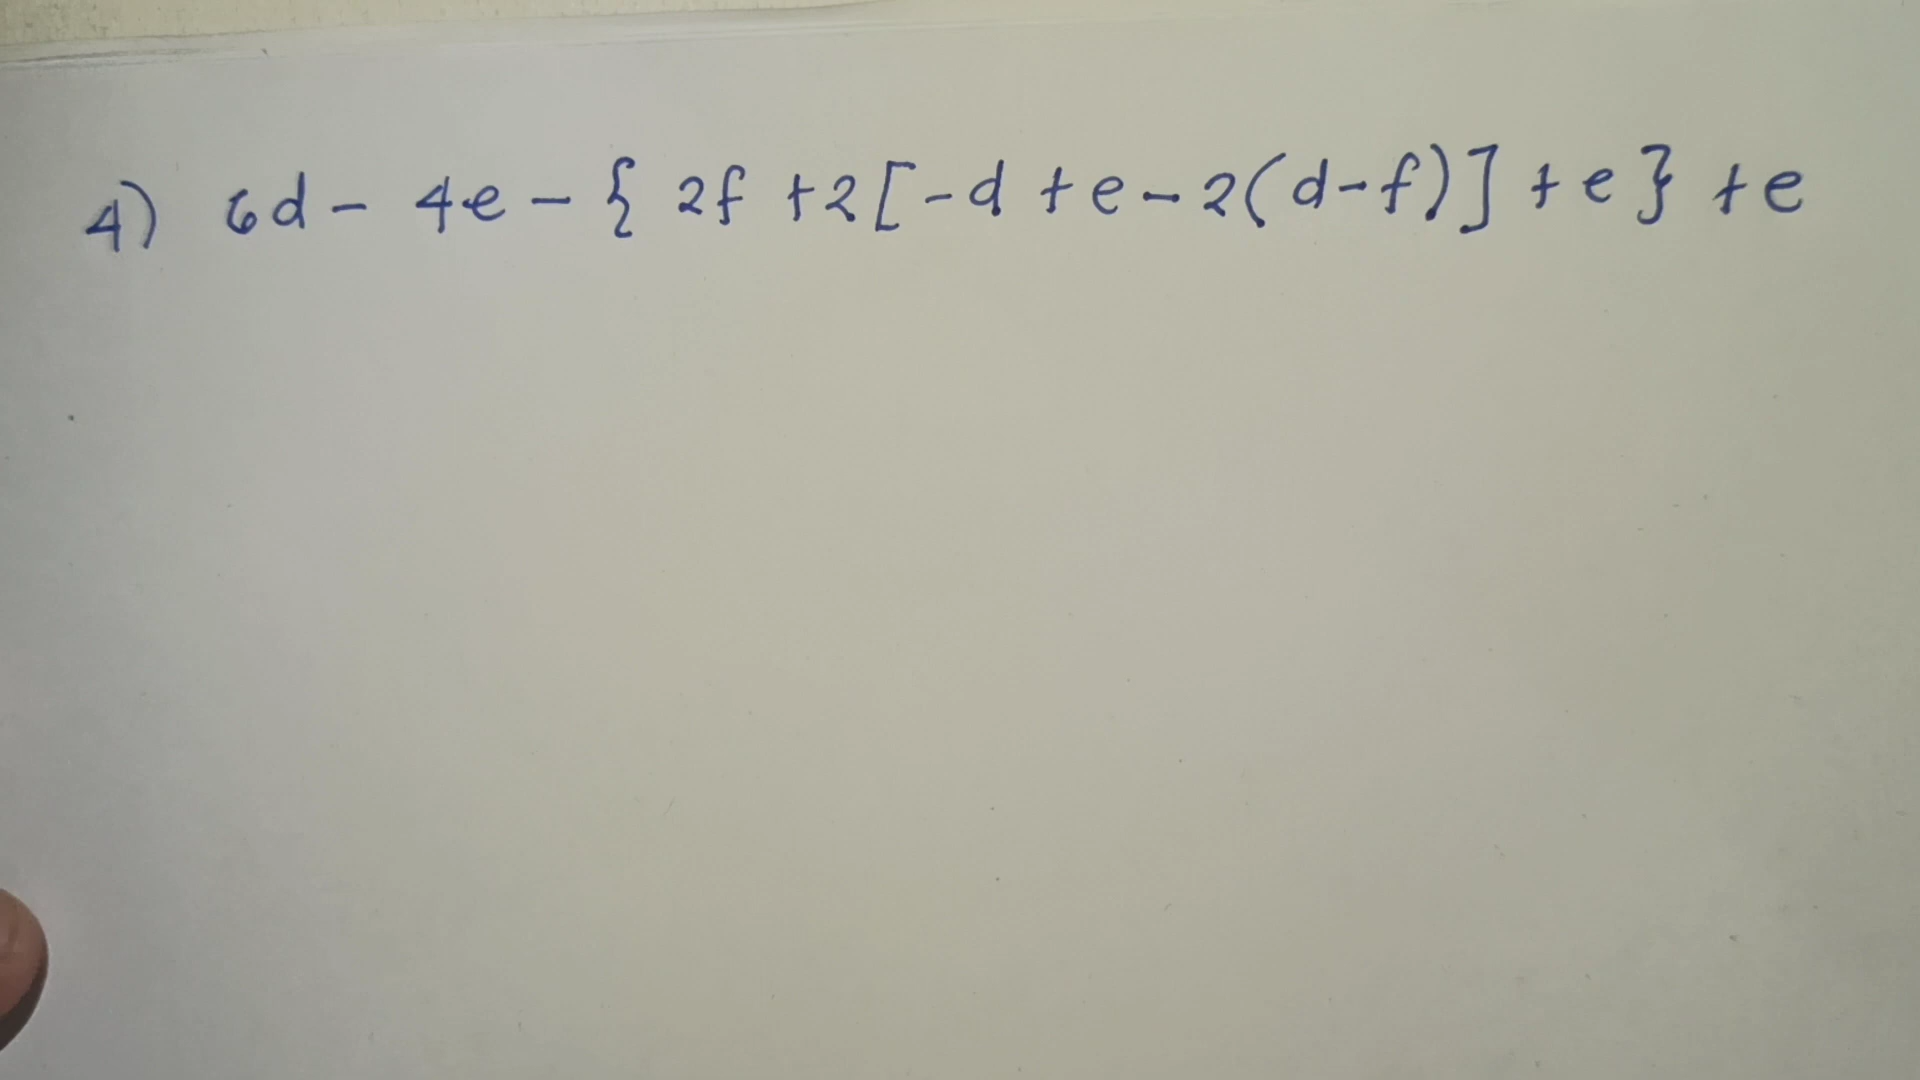 4) 6d - 4e - { 2f +2[-d +e-2(d-f)] +e} +e